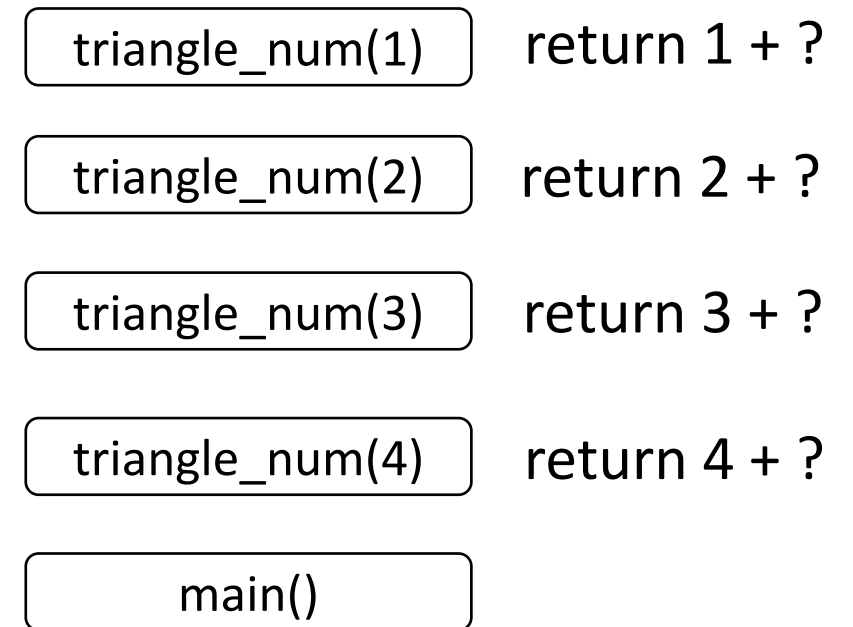 triangle_num(1) return 1 + ?
triangle_num(2) return 2 + ?
triangle_num(3) return 3 + ?
triangle_num(4) return 4 + ?
main()